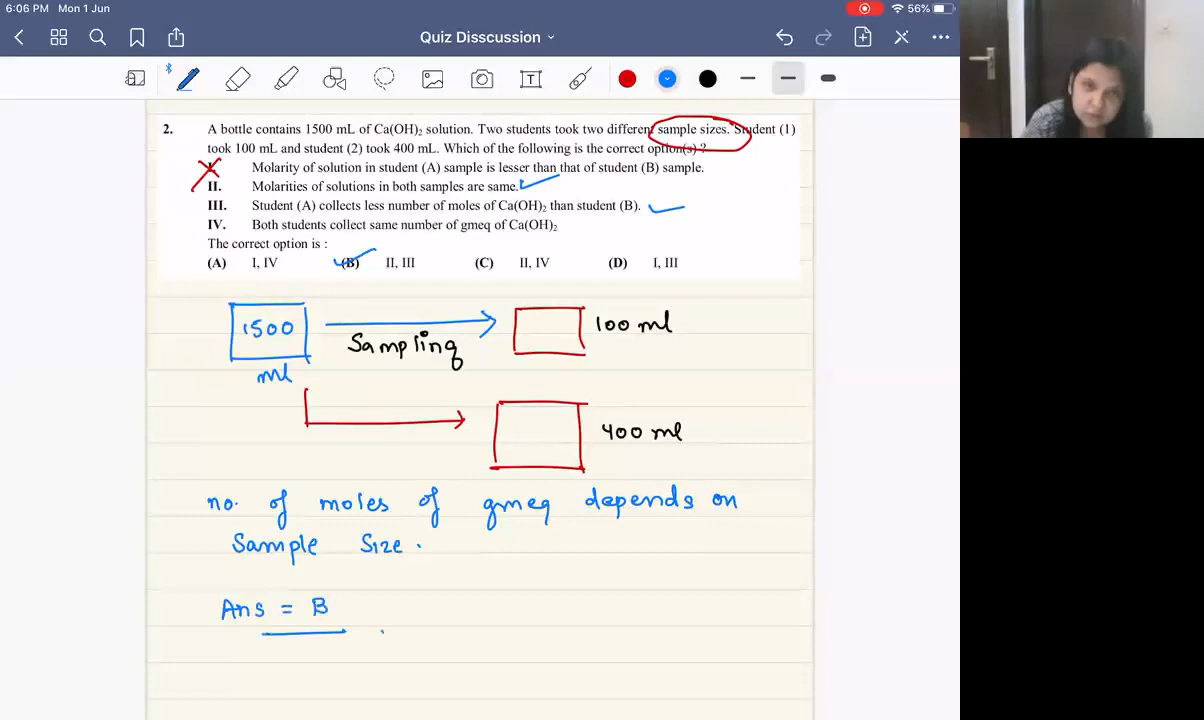 6:06 PM Mon 1 Jun
56%
Quiz Disscussion
2. A bottle contains 1500 mL of Ca(OH)₂ solution. Two students took two different sample sizes. Student (1)
took 100 mL and student (2) took 400 mL. Which of the following is the correct option(s) ?
I. Molarity of solution in student (A) sample is lesser than that of student (B) sample.
II. Molarities of solutions in both samples are same.
III. Student (A) collects less number of moles of Ca(OH)₂ than student (B).
IV. Both students collect same number of gmeq of Ca(OH)₂
The correct option is :
(A) I, IV (B) II, III (C) II, IV (D) I, III
1500
ml
Sampling
100 ml
400 ml
no. of moles of gmeq depends on
Sample Size.
Ans = B